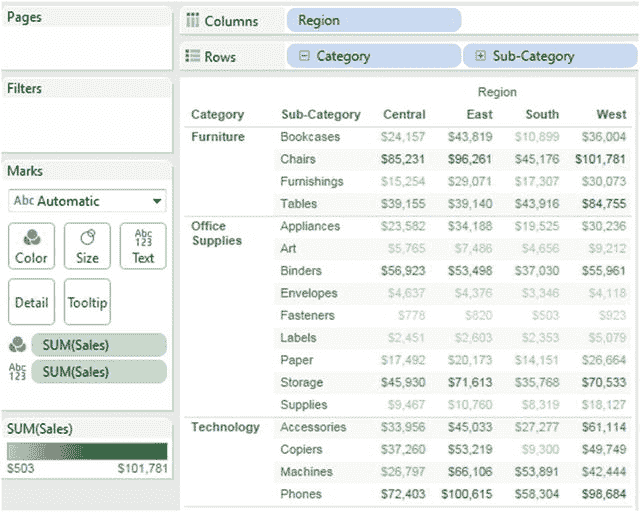 Pages
Columns Region
Rows Category Sub-Category
Filters
Region
Category Sub-Category Central East South West
Furniture Bookcases $24,157 $43,819 $10,899 $36,004
Chairs $85,231 $96,261 $45,176 $101,781
Furnishings $15,254 $29,071 $17,307 $30,073
Tables $39,155 $39,140 $43,916 $84,755
Office Supplies Appliances $23,582 $34,188 $19,525 $30,236
Art $5,765 $7,486 $4,656 $9,212
Binders $56,923 $53,498 $37,030 $55,961
Envelopes $4,637 $4,376 $3,346 $4,118
Fasteners $778 $820 $503 $923
Labels $2,451 $2,603 $2,353 $5,079
Paper $17,492 $20,173 $14,151 $26,664
Storage $45,930 $71,613 $35,768 $70,533
Supplies $9,467 $10,760 $8,319 $18,127
Technology Accessories $33,956 $45,033 $27,277 $61,114
Copiers $37,260 $53,219 $9,300 $49,749
Machines $26,797 $66,106 $53,891 $42,444
Phones $72,403 $100,615 $58,304 $98,684
Marks
Abc Automatic
Color Size Abc 123 Text
Detail Tooltip
SUM(Sales)
Abc 123 SUM(Sales)
SUM(Sales)
$503 $101,781